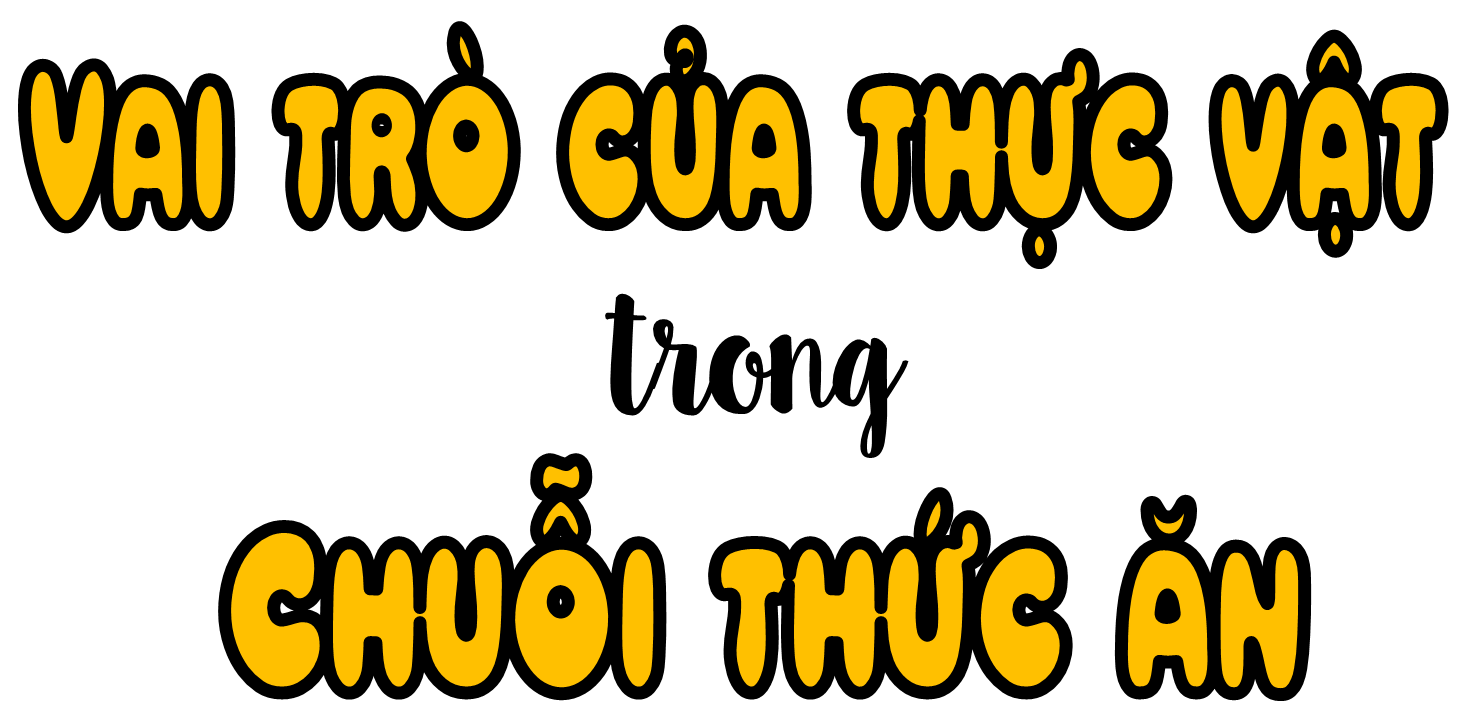 VAI TRÒ CỦA THỰC VẬT
trong
CHUỖI THỨC ĂN